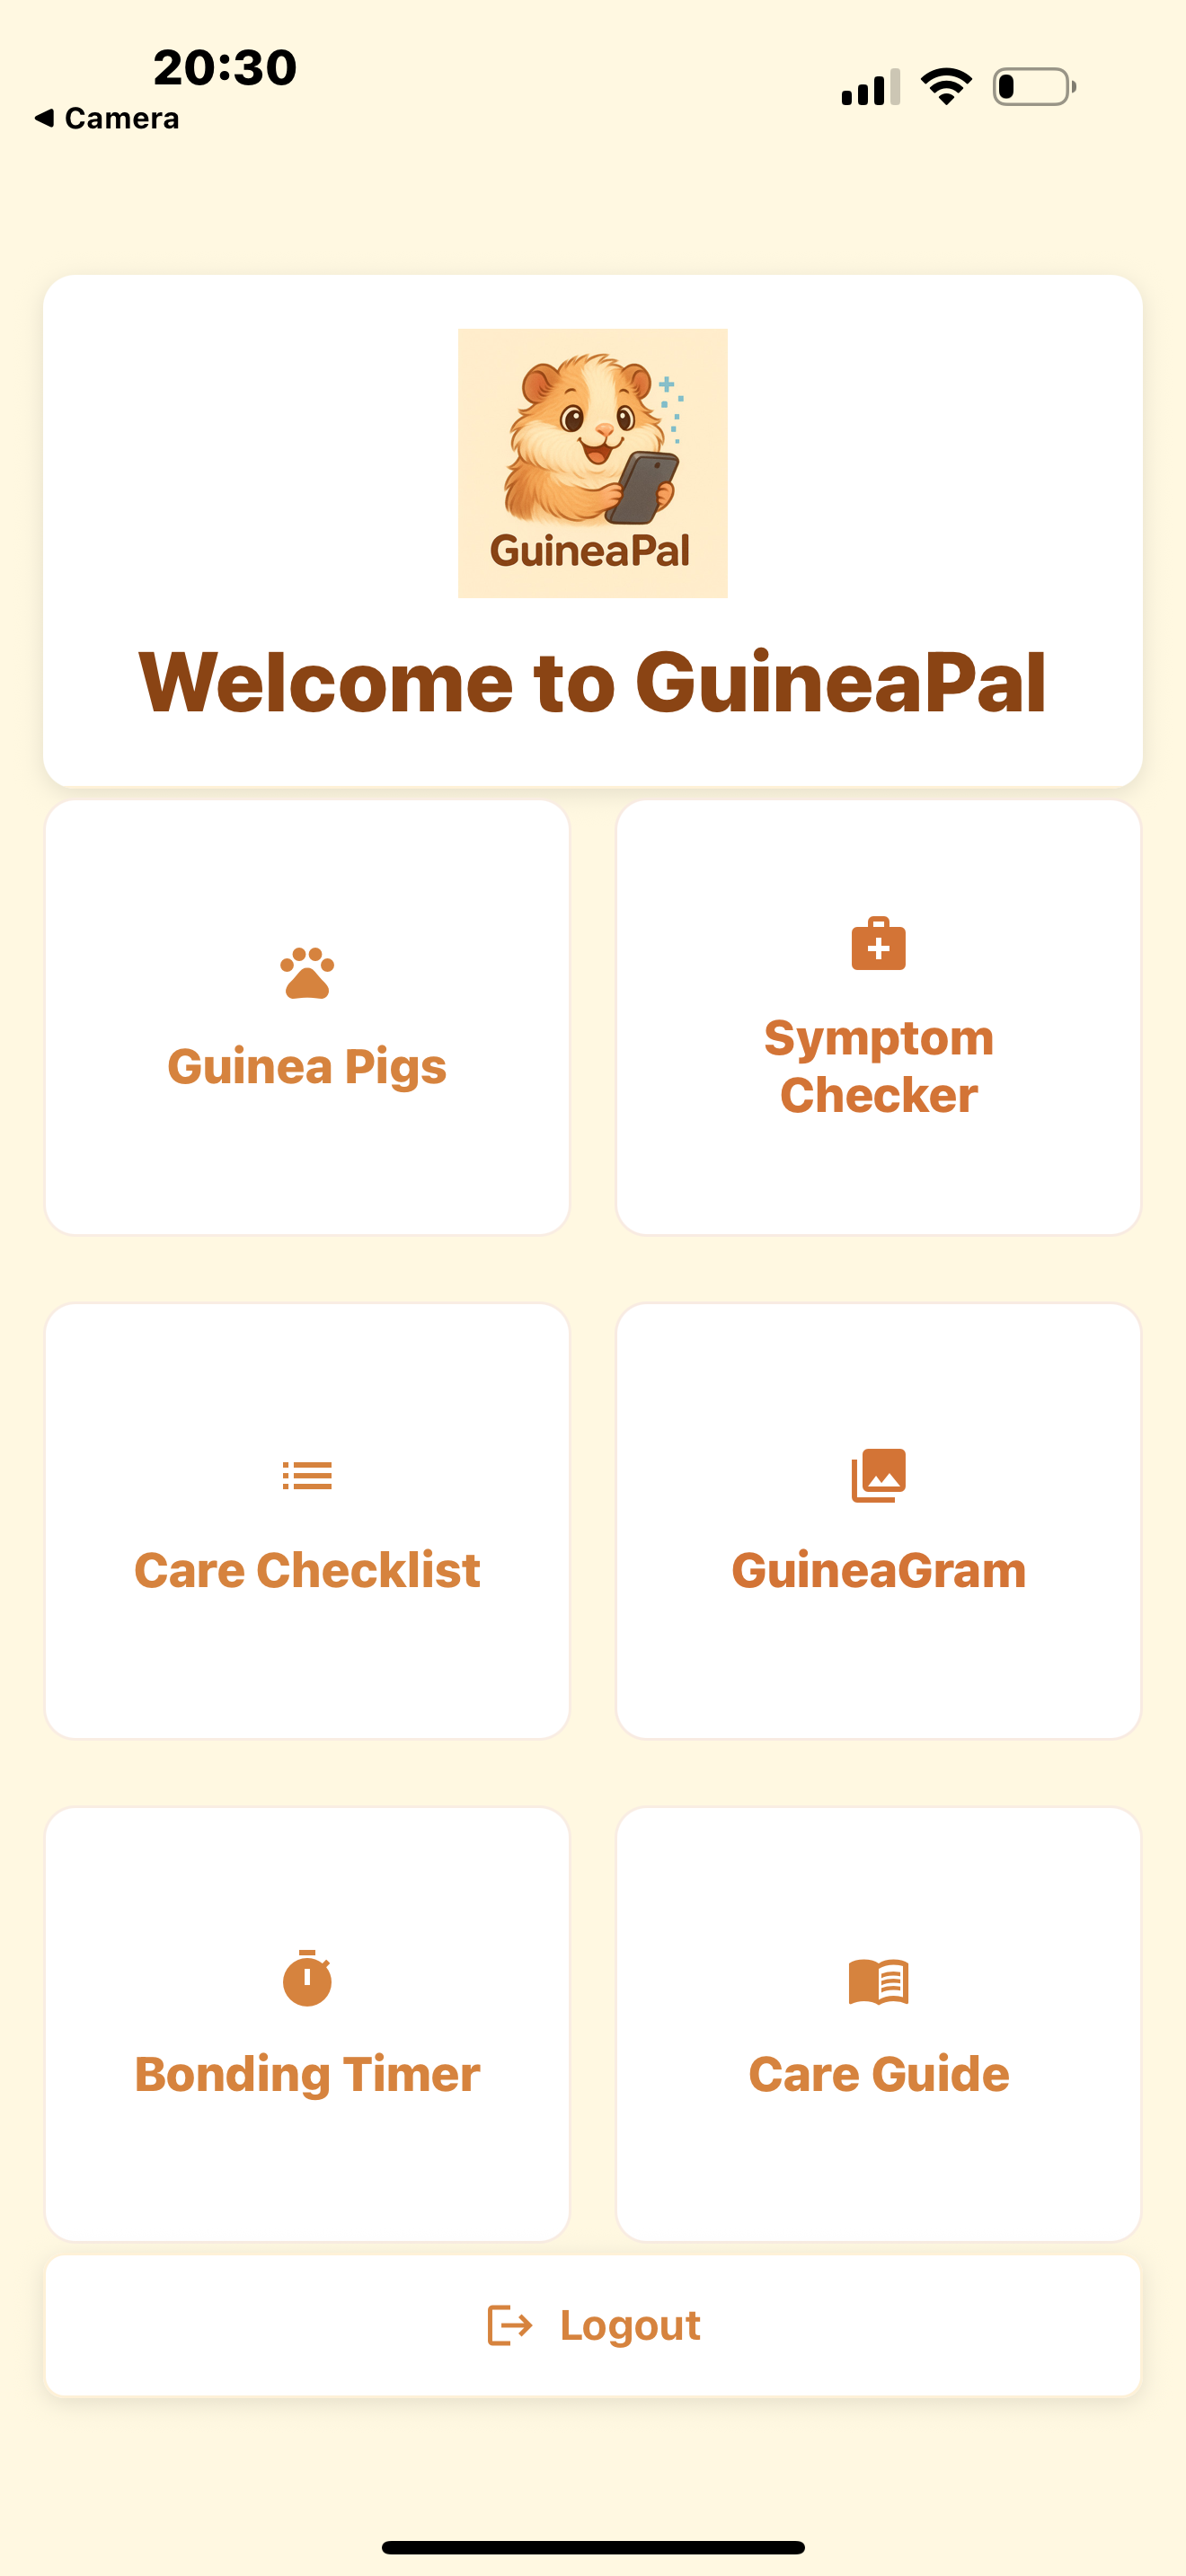 20:30
Camera
GuineaPal
Welcome to GuineaPal
Guinea Pigs
Symptom
Checker
Care Checklist
GuineaGram
Bonding Timer
Care Guide
Logout